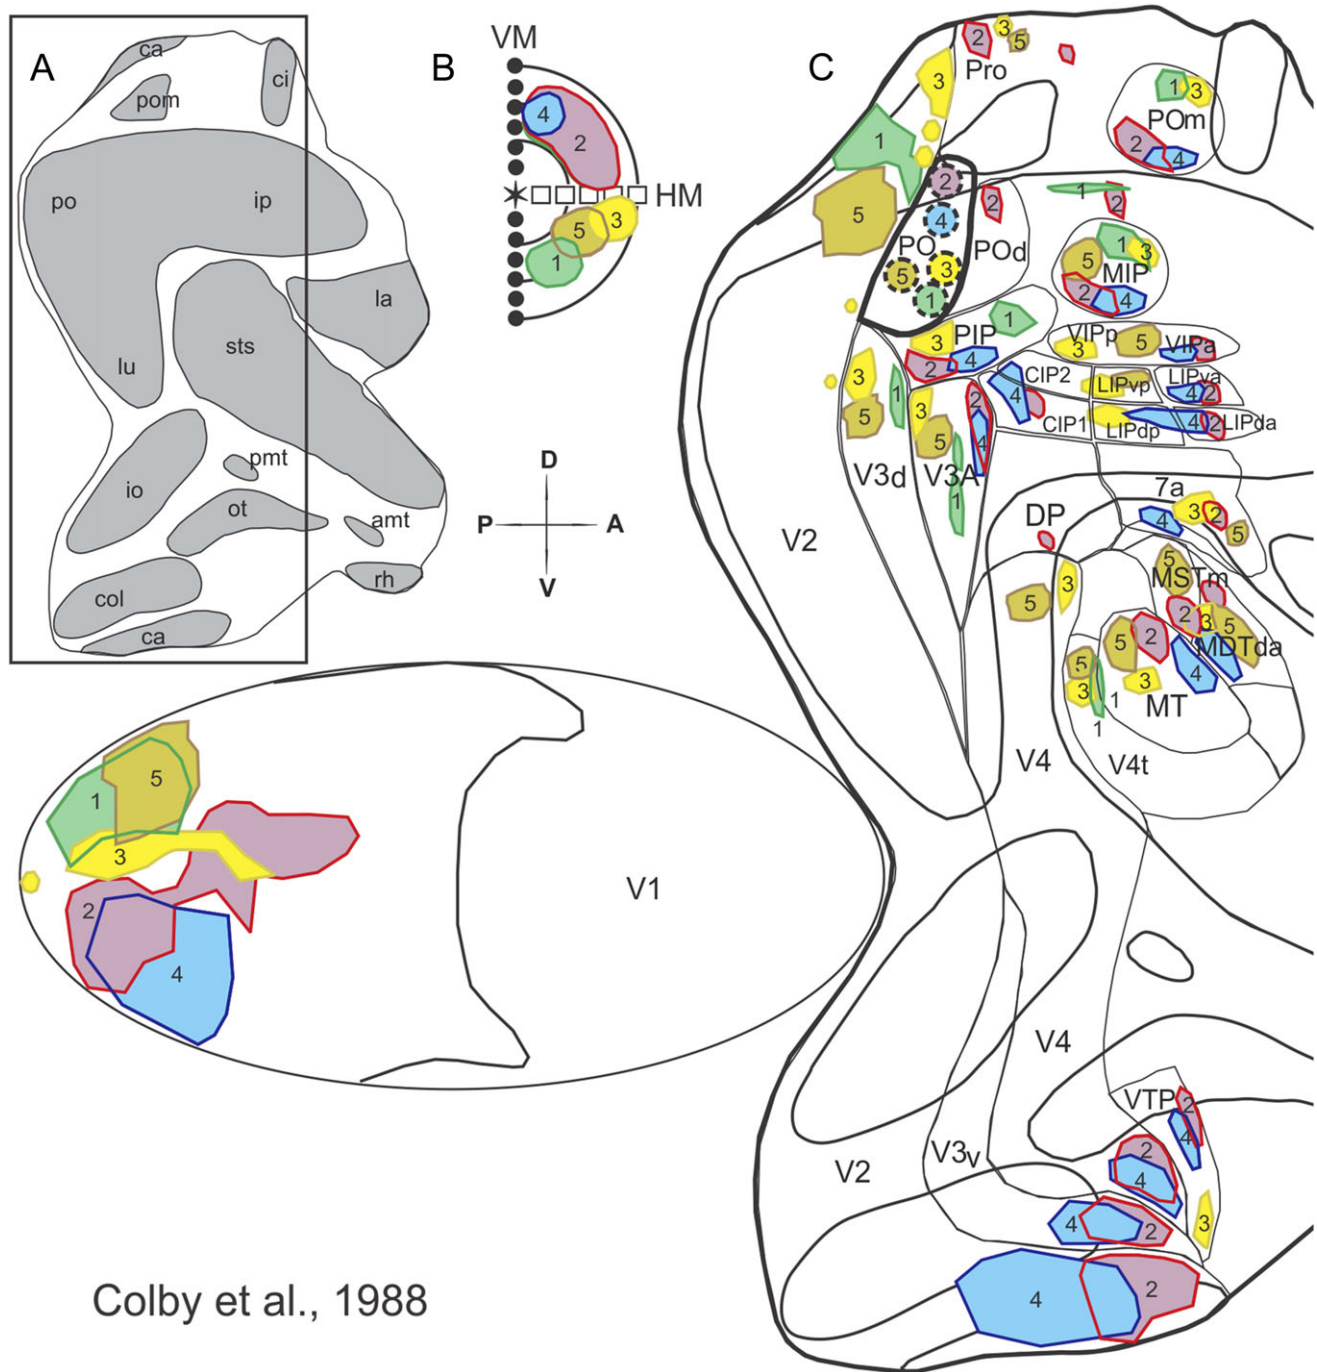 A
ca
ci
pom
po
ip
la
sts
lu
io
pmt
ot
amt
rh
col
ca
B
VM
4
2
HM
3
5
1
D
P A
V
C
2
3
5
Pro
3
1
3
POm
2
4
1
5
2
4
PO
5
3
1
2
POd
1
2
1
3
5
MIP
2
4
1
3
PIP
2
4
VIPp
3
5
VIPa
CIP2
LIPvp
LIPva
4
2
4
CIP1
LIPdp
4
2
LIPda
3
5
1
V3d
3
5
V3A
1
2
4
V2
7a
4
3
2
5
DP
5
3
5
MSTm
2
3
5
MDTda
4
5
2
3
MT
5
3
1
1
V4t
V4
1
5
3
2
4
V1
V4
VTP
2
4
2
4
3
V2
V3v
4
2
4
2
Colby et al., 1988